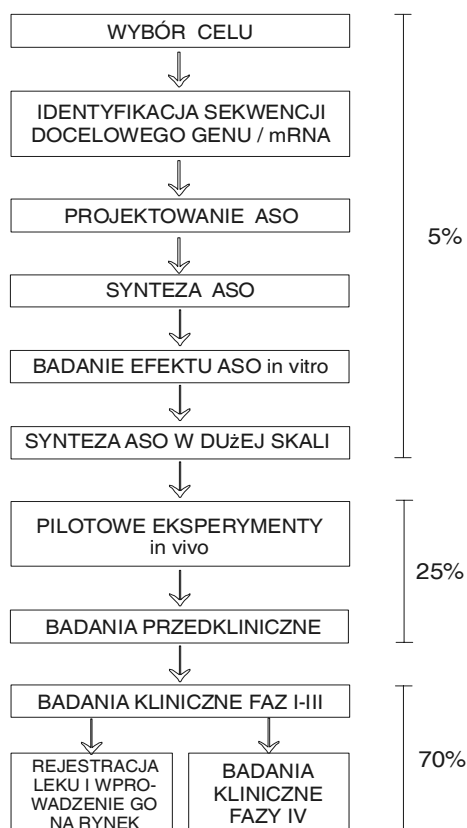 WYBÓR CELU
IDENTYFIKACJA SEKWENCJI
DOCELOWEGO GENU / mRNA
PROJEKTOWANIE ASO
5%
SYNTEZA ASO
BADANIE EFEKTU ASO in vitro
SYNTEZA ASO W DUżEJ SKALI
PILOTOWE EKSPERYMENTY
in vivo
25%
BADANIA PRZEDKLINICZNE
BADANIA KLINICZNE FAZ I-III
70%
REJESTRACJA
LEKU I WPRO-
WADZENIE GO
NA RYNEK
BADANIA
KLINICZNE
FAZY IV